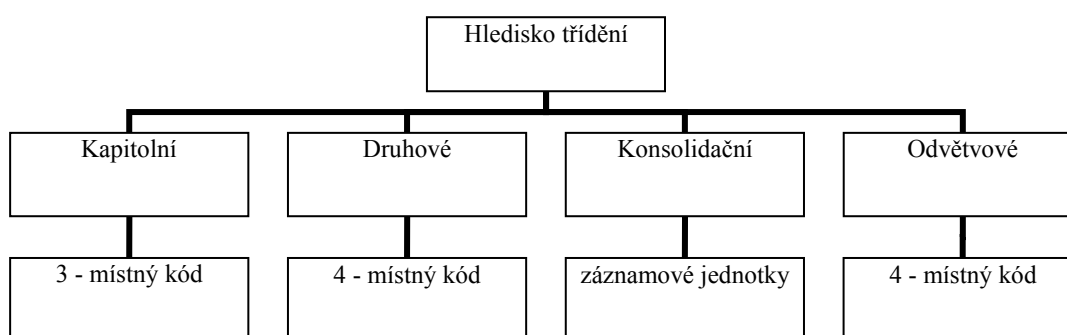 Hledisko třídění
Kapitolní
Druhové
Konsolidační
Odvětvové
3 - místný kód
4 - místný kód
záznamové jednotky
4 - místný kód